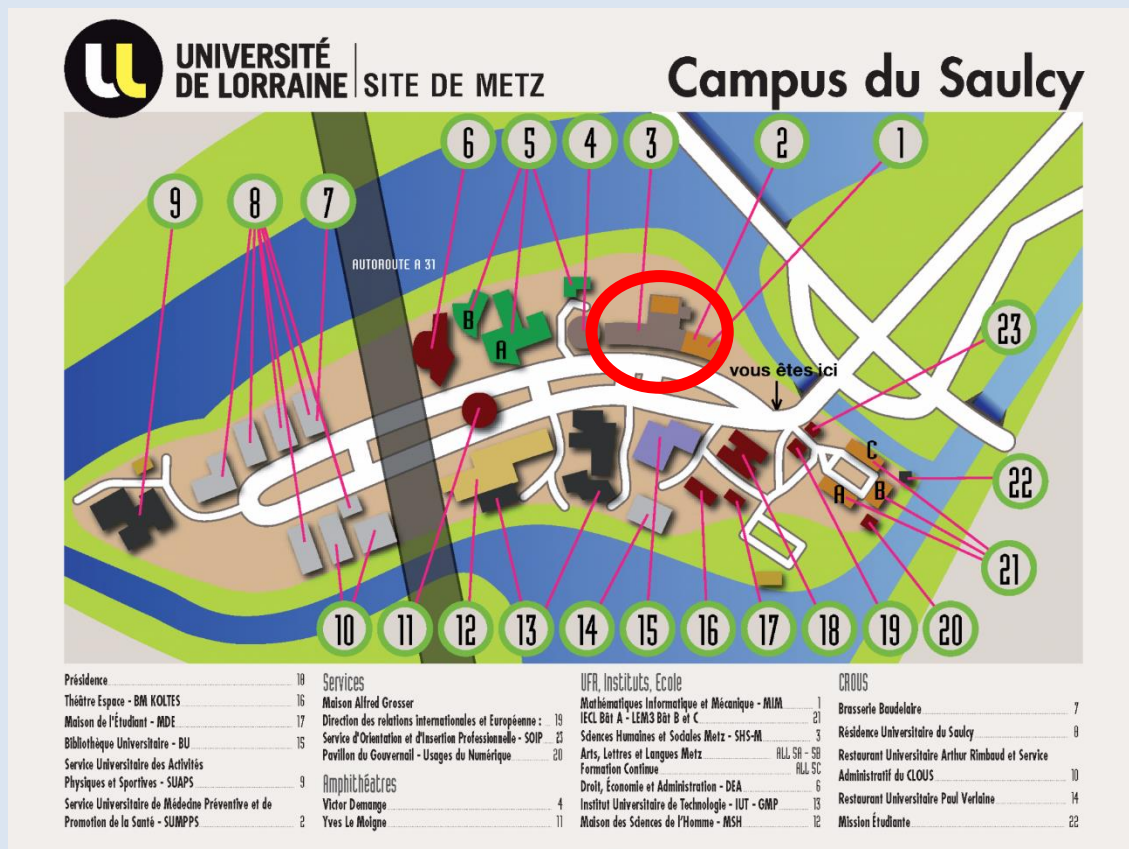 UNIVERSITÉ
DE LORRAINE
SITE DE METZ
Campus du Saulcy
6
5
4
3
2
1
9
8
7
AUTOROUTE A 31
B
A
vous êtes ici
23
C
A
B
22
21
10
11
12
13
14
15
16
17
18
19
20
Présidence 18
Théâtre Espace - BM KOLTES 16
Maison de l'Étudiant - MDE 17
Bibliothèque Universitaire - BU 15
Service Universitaire des Activités
Physiques et Sportives - SUAPS 9
Service Universitaire de Médecine Préventive et de
Promotion de la Santé - SUMPPS 2
Services
Maison Alfred Grosser
Direction des relations internationales et Européenne : 19
Service d'Orientation et d'Insertion Professionnelle - SOIP 23
Pavillon du Gouvernail - Usages du Numérique 20
Amphithéatres
Victor Demange 4
Yves Le Moigne 11
UFR, Instituts, Ecole
Mathématiques Informatique et Mécanique - MIM 1
IECL Bât A - LEM3 Bât B et C 21
Sciences Humaines et Sociales Metz - SHS-M 3
Arts, Lettres et Langues Metz ALL 5A - 5B
Formation Continue ALL 5C
Droit, Économie et Administration - DEA 6
Institut Universitaire de Technologie - IUT - GMP 13
Maison des Sciences de l'Homme - MSH 12
CROUS
Brasserie Baudelaire 7
Résidence Universitaire du Saulcy 8
Restaurant Universitaire Arthur Rimbaud et Service
Administratif du CLOUS 10
Restaurant Universitaire Paul Verlaine 14
Mission Étudiante 22